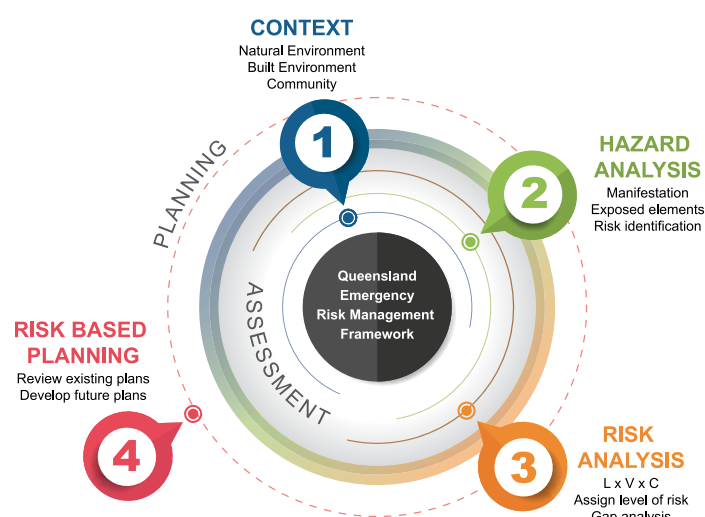 CONTEXT
Natural Environment
Built Environment
Community
1
PLANNING
HAZARD
ANALYSIS
Manifestation
Exposed elements
Risk identification
2
Queensland
Emergency
Risk Management
Framework
ASSESSMENT
RISK BASED
PLANNING
Review existing plans
Develop future plans
4
3
RISK
ANALYSIS
L x V x C
Assign level of risk
Gap analysis